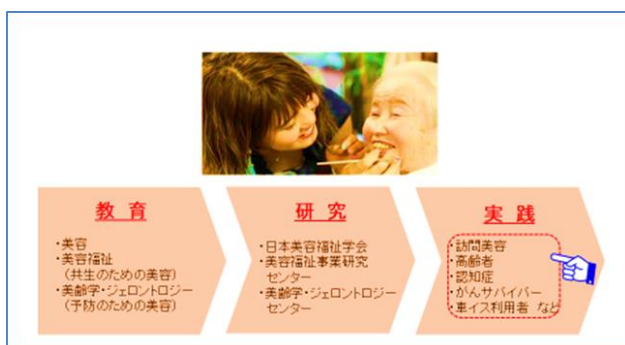 教 育
・美容
・美容福祉
（共生のための美容）
・美齢学・ジェロントロジー
（予防のための美容）
研 究
・日本美容福祉学会
・美容福祉事業研究
センター
・美齢学・ジェロントロジー
センター
実 践
・訪問美容
・高齢者
・認知症
・がんサバイバー
・車イス利用者 など